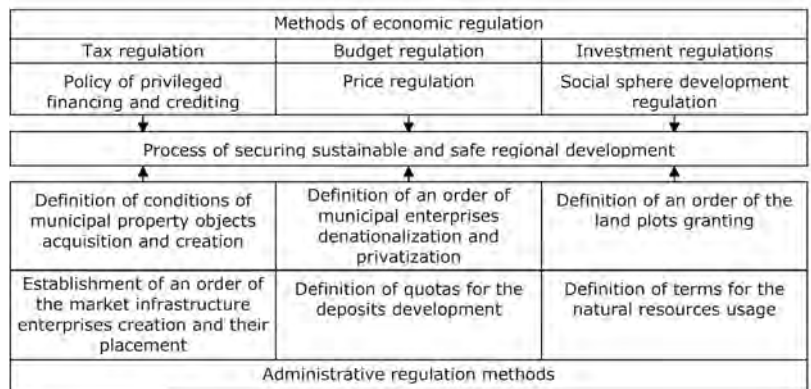 Methods of economic regulation
Tax regulation
Budget regulation
Investment regulations
Policy of privileged
financing and crediting
Price regulation
Social sphere development
regulation
Process of securing sustainable and safe regional development
Definition of conditions of
municipal property objects
acquisition and creation
Definition of an order of
municipal enterprises
denationalization and
privatization
Definition of an order of the
land plots granting
Establishment of an order of
the market infrastructure
enterprises creation and their
placement
Definition of quotas for the
deposits development
Definition of terms for the
natural resources usage
Administrative regulation methods